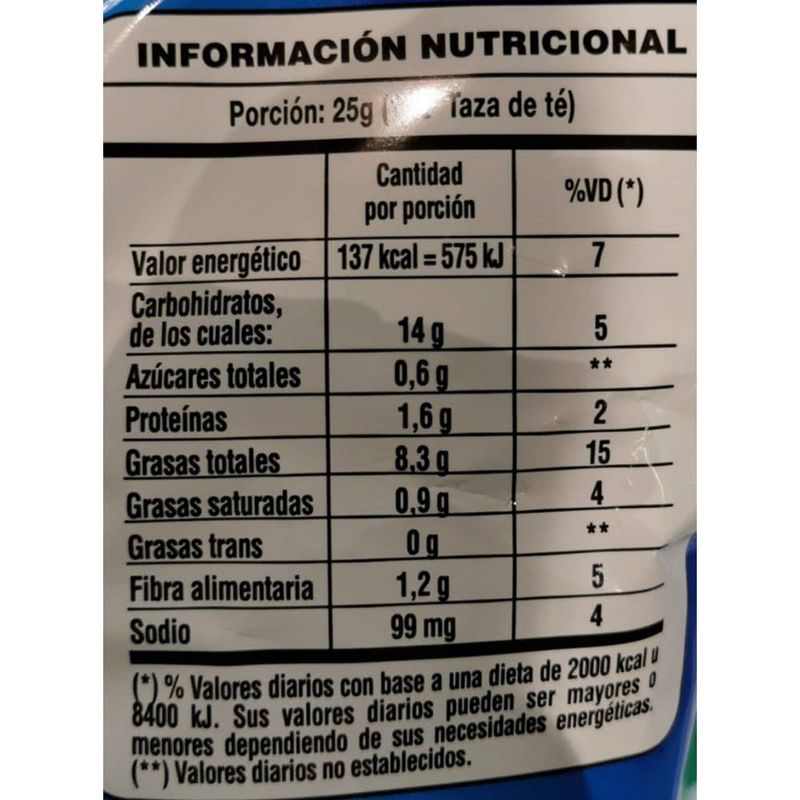 INFORMACIÓN NUTRICIONAL
Porción: 25g ( Taza de té)
Cantidad
por porción
%VD (*)
Valor energético 137 kcal = 575 kJ 7
Carbohidratos,
de los cuales: 14 g 5
Azúcares totales 0,6 g **
Proteínas 1,6 g 2
Grasas totales 8,3 g 15
Grasas saturadas 0,9 g 4
Grasas trans 0 g **
Fibra alimentaria 1,2 g 5
Sodio 99 mg 4
(*) % Valores diarios con base a una dieta de 2000 kcal u
8400 kJ. Sus valores diarios pueden ser mayores o
menores dependiendo de sus necesidades energéticas.
(**) Valores diarios no establecidos.